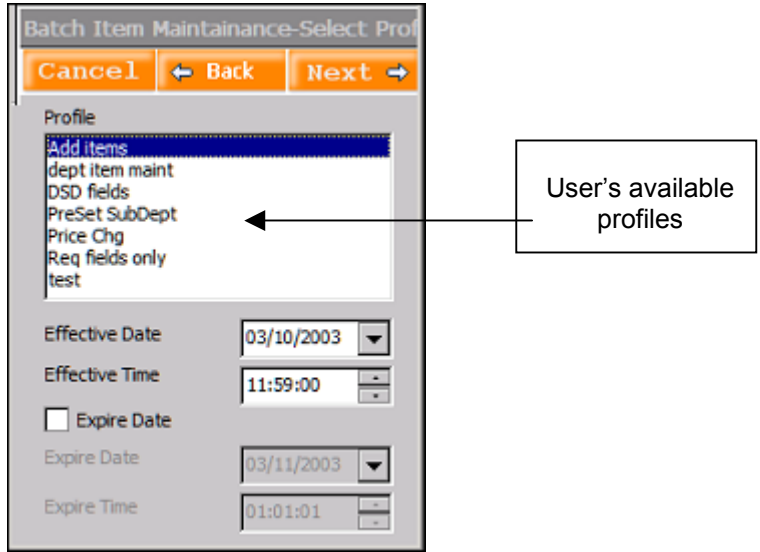 Batch Item Maintainance-Select Prof
Cancel Back Next
Profile
Add items
dept item maint
DSD fields
PreSet SubDept
Price Chg
Req fields only
test
User's available
profiles
Effective Date 03/10/2003
Effective Time 11:59:00
Expire Date
Expire Date 03/11/2003
Expire Time 01:01:01